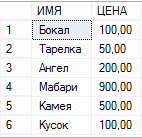 ИМЯ ЦЕНА
1 Бокал 100,00
2 Тарелка 50,00
3 Ангел 200,00
4 Мабари 900,00
5 Камея 500,00
6 Кусок 100,00